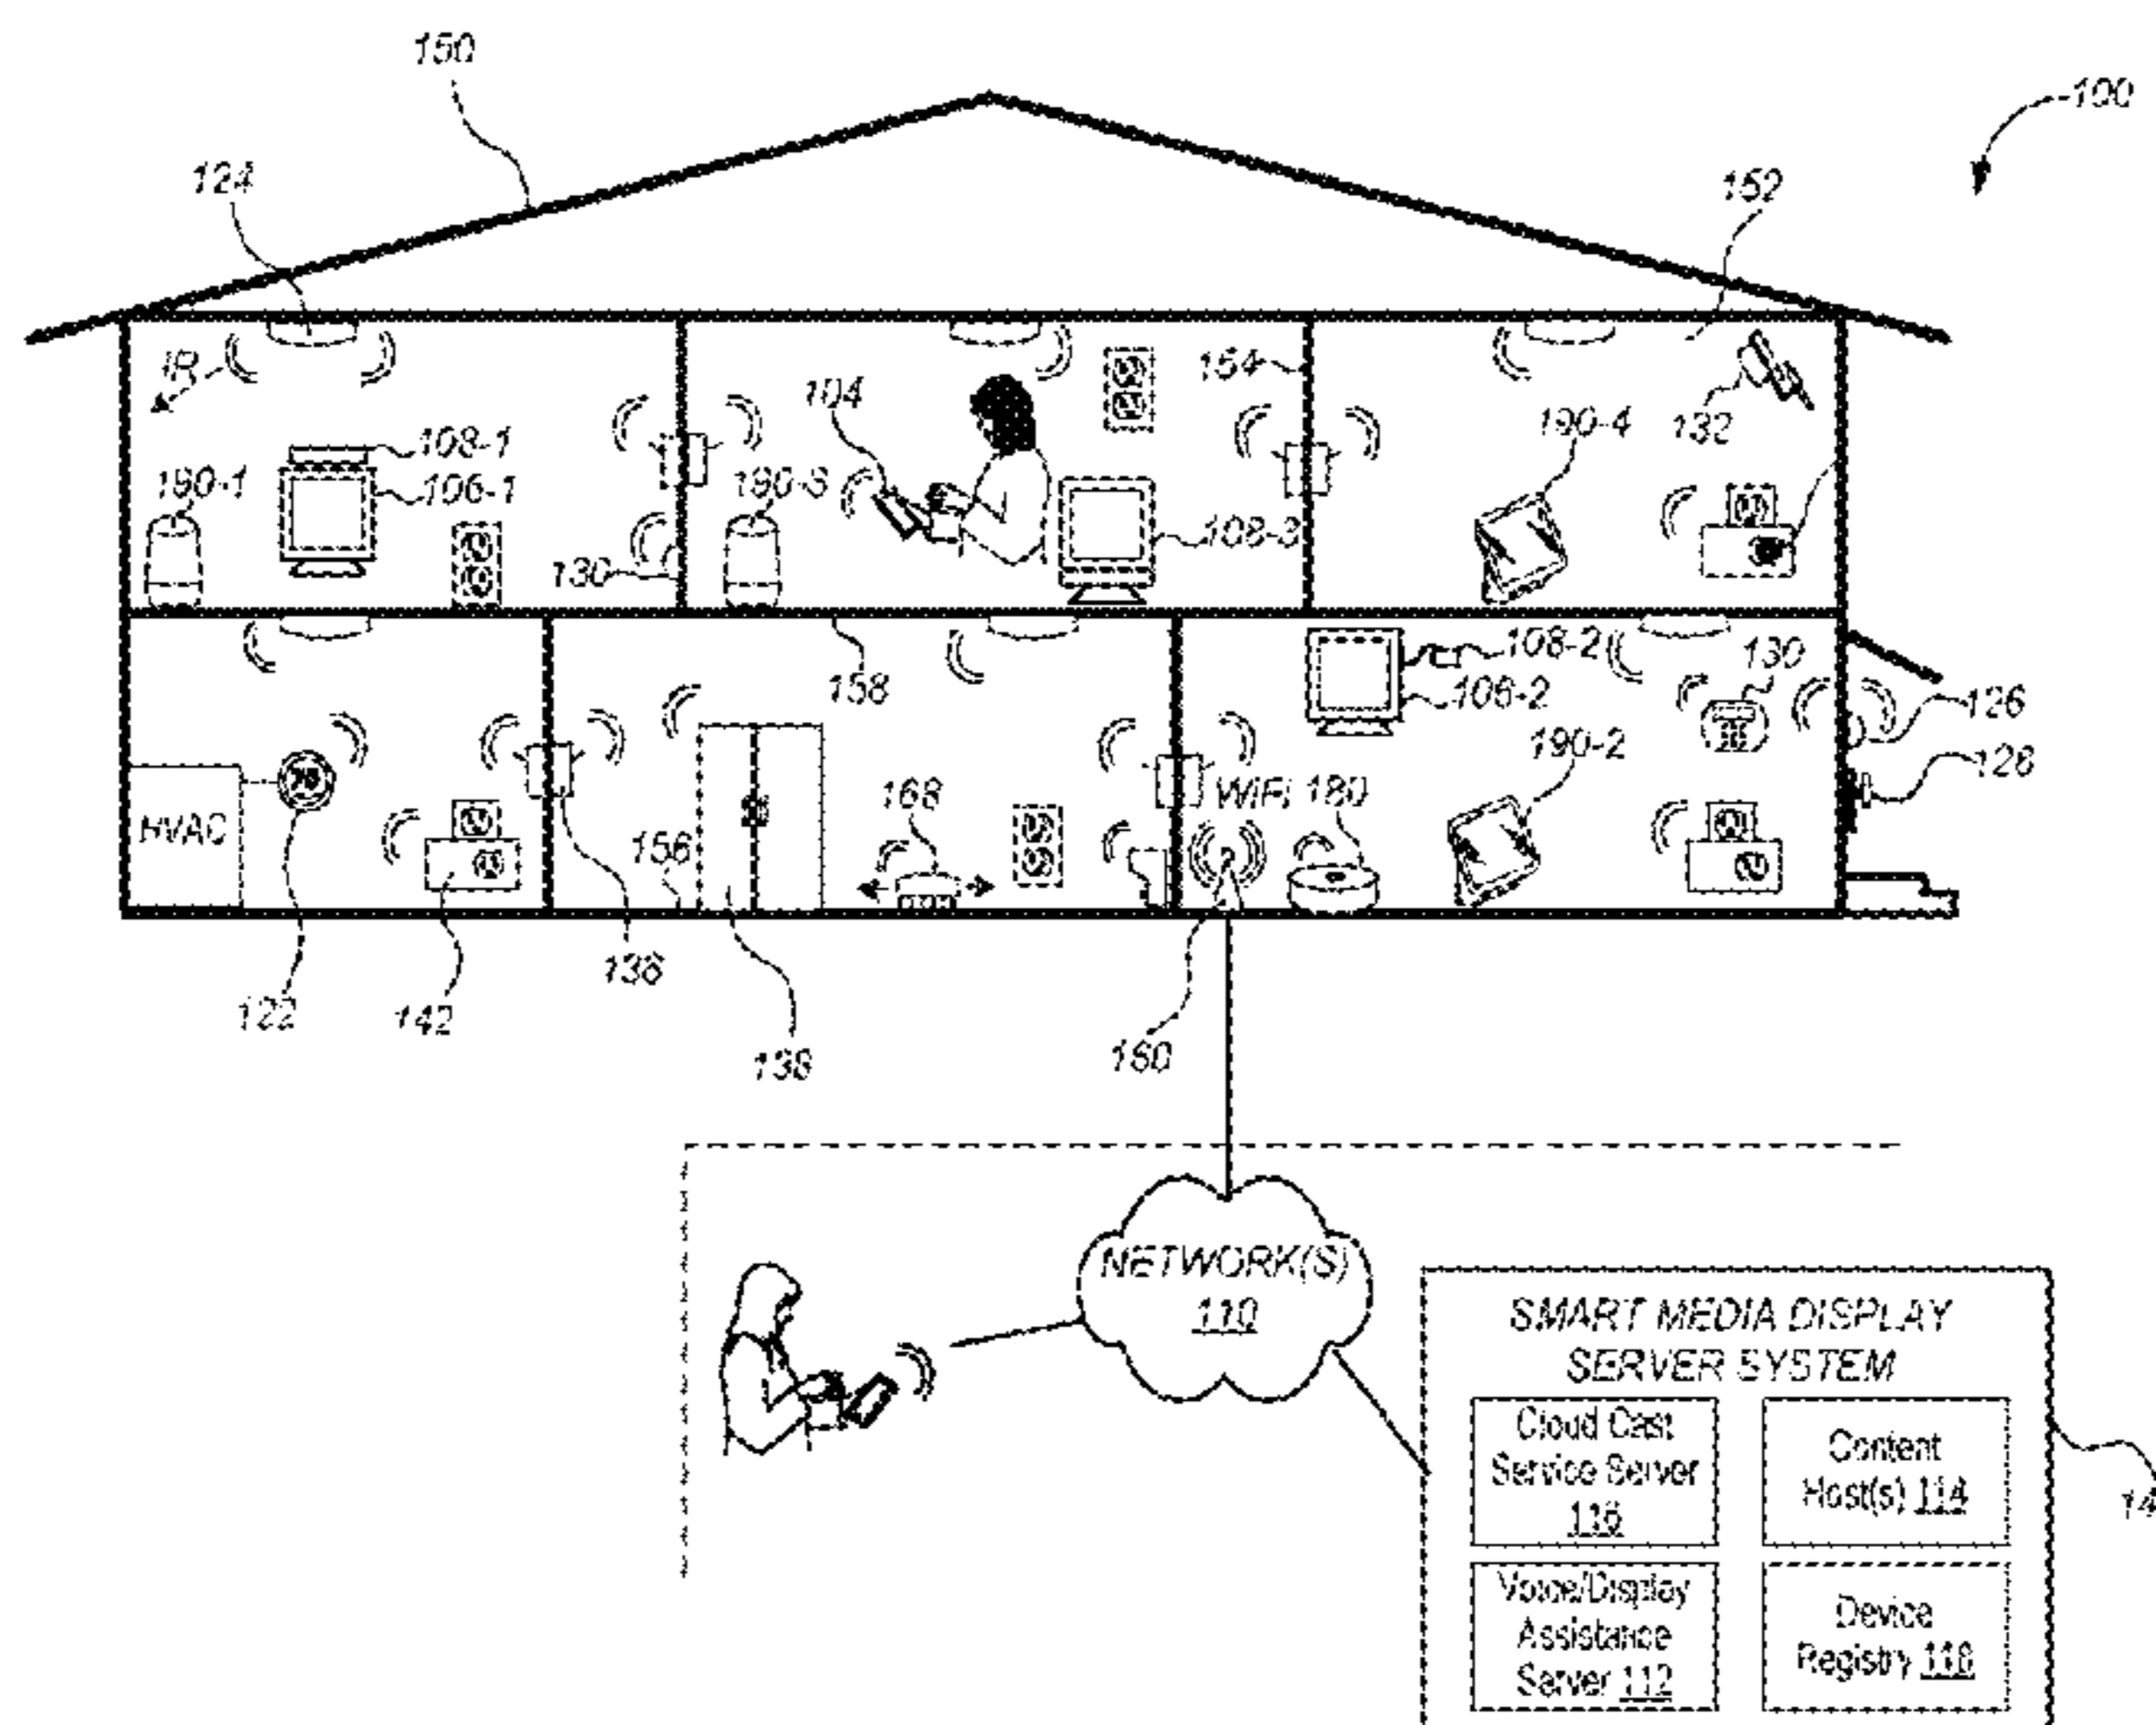 150
100
124
152
IR
104
154
132
190-4
108-1
190-1
106-1
190-3
108-3
130
108-2
130
158
106-2
126
190-2
128
WIFI 180
168
HVAC
156
136
122
142
138
160
NETWORK(S)
110
SMART MEDIA DISPLAY
SERVER SYSTEM
Cloud Cast
Service Server
116
Content
Host(s) 114
Voice/Display
Assistance
Server 112
Device
Registry 118